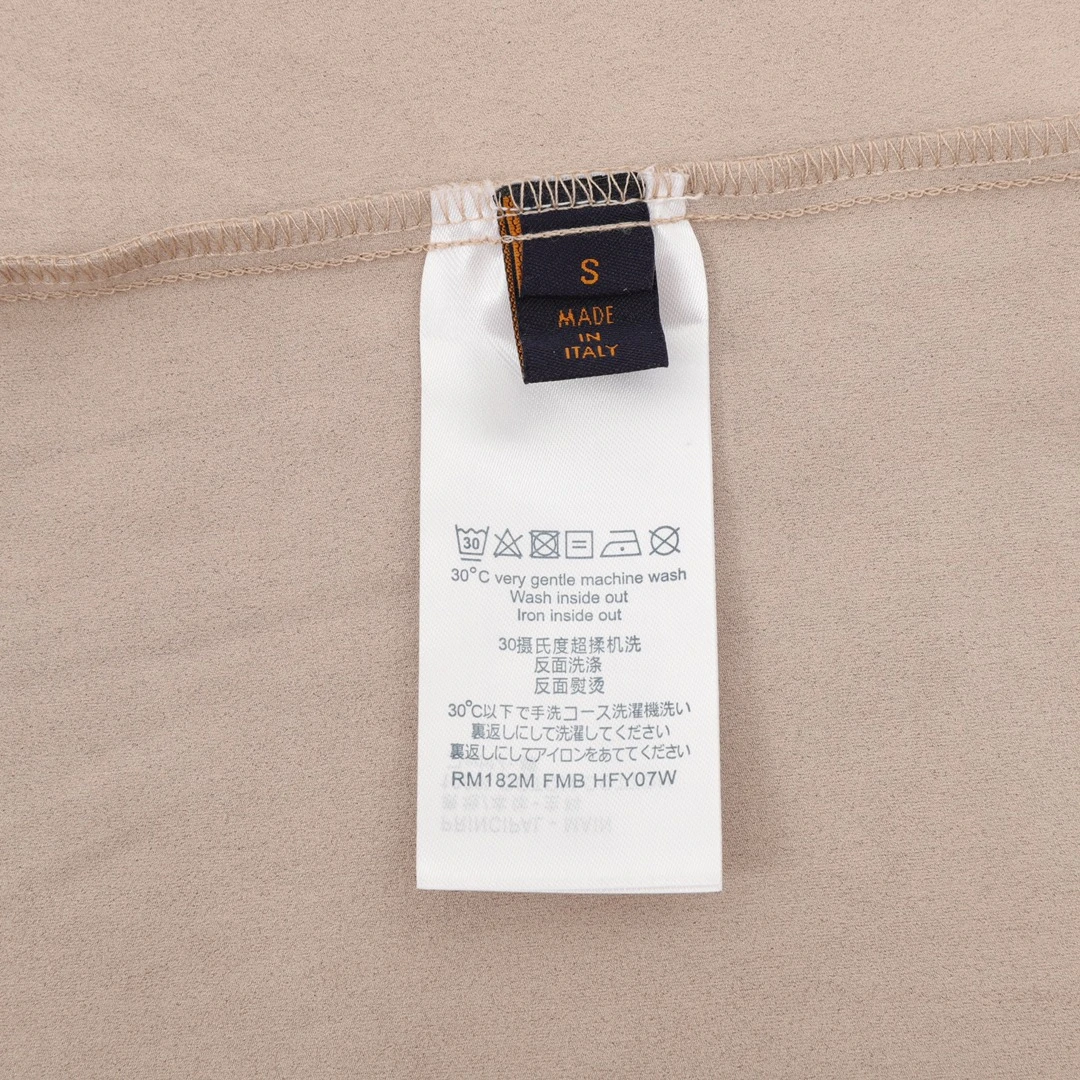 S
MADE
IN
ITALY
30
30°C very gentle machine wash
Wash inside out
Iron inside out
30摄氏度超揉机洗
反面洗涤
反面熨烫
30℃以下で手洗コース洗濯機洗い
裏返しにして洗濯してください
裏返しにしてアイロンをあててください
RM182M FMB HFY07W
PRINCIPAL - MAIN